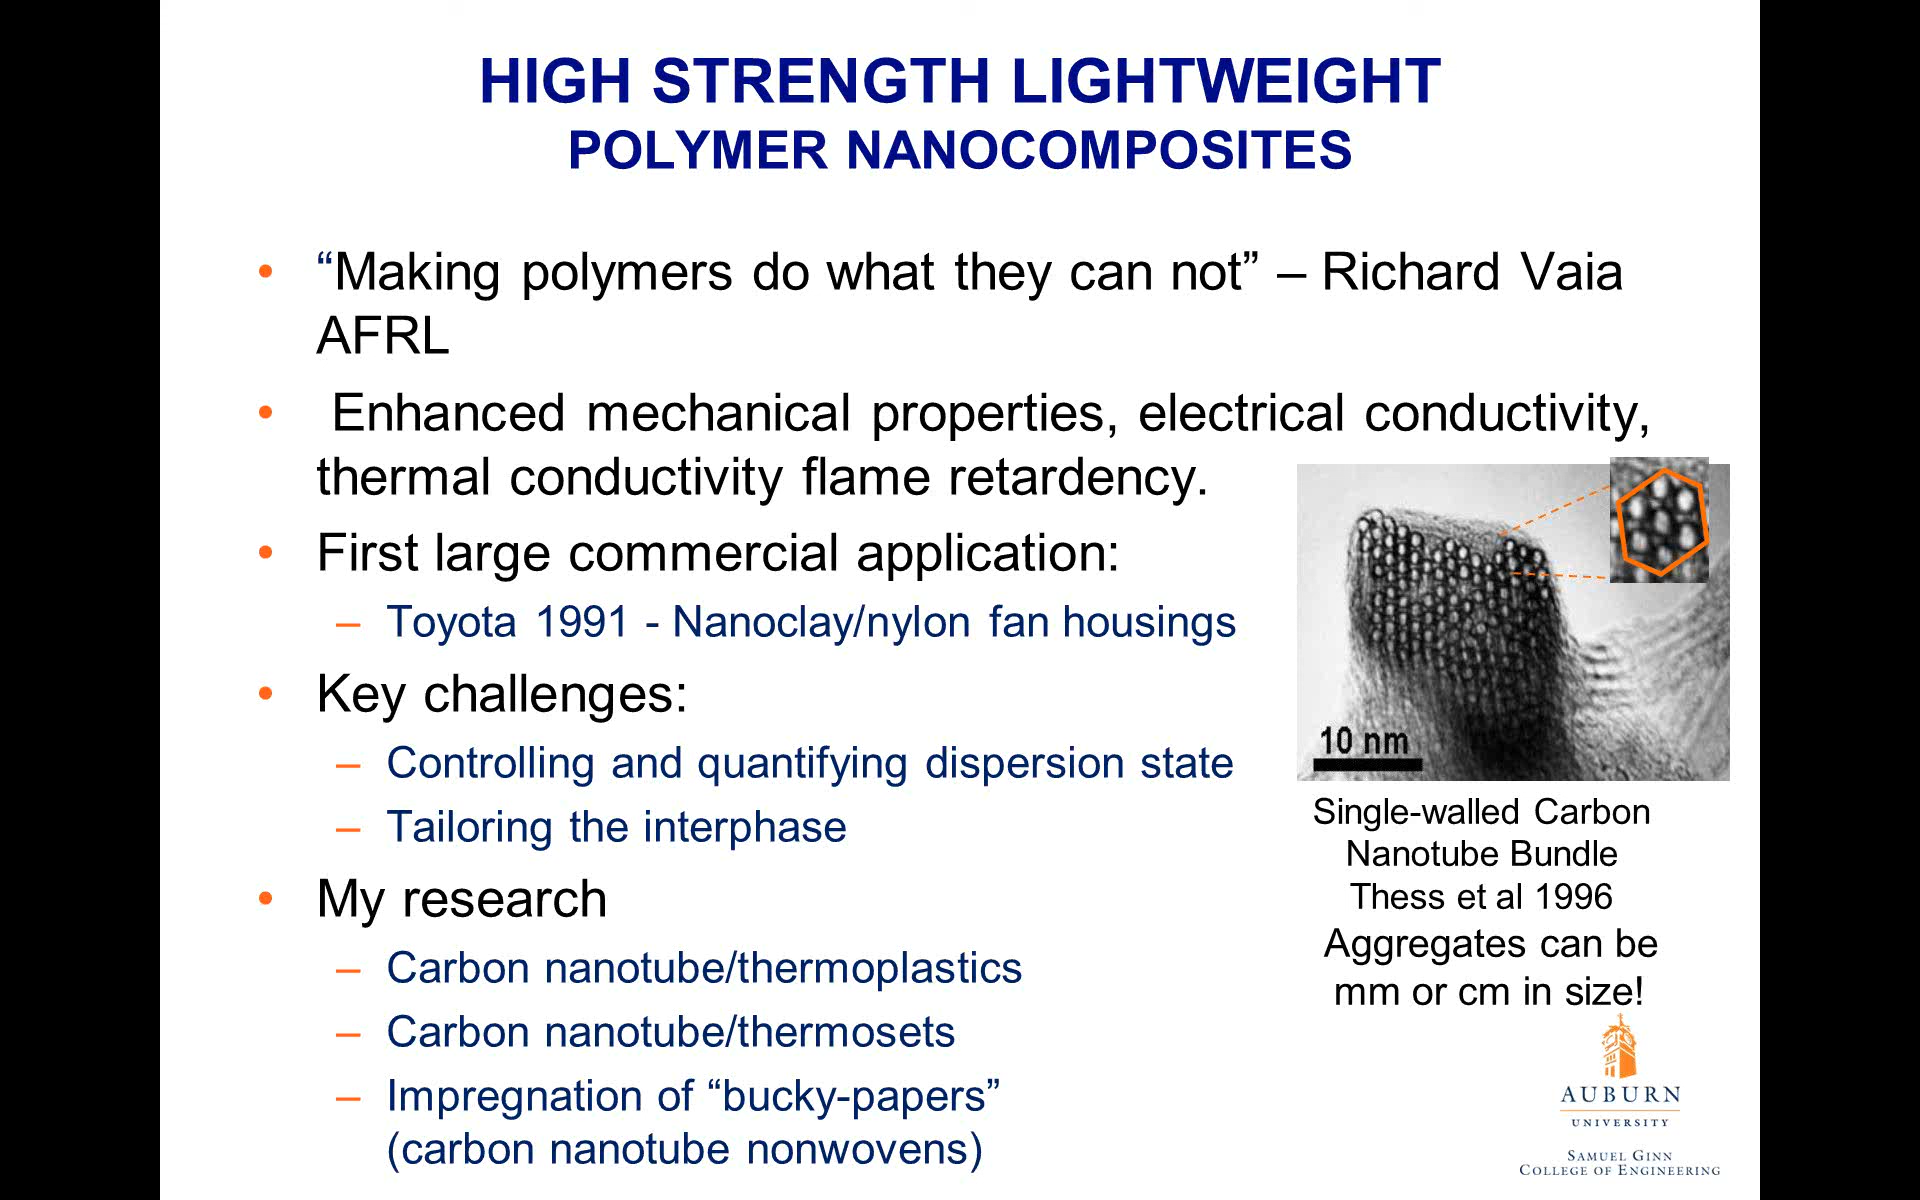 HIGH STRENGTH LIGHTWEIGHT
POLYMER NANOCOMPOSITES
• “Making polymers do what they can not” – Richard Vaia
AFRL
• Enhanced mechanical properties, electrical conductivity,
thermal conductivity flame retardency.
• First large commercial application:
– Toyota 1991 - Nanoclay/nylon fan housings
• Key challenges:
– Controlling and quantifying dispersion state
– Tailoring the interphase
• My research
– Carbon nanotube/thermoplastics
– Carbon nanotube/thermosets
– Impregnation of “bucky-papers”
(carbon nanotube nonwovens)
10 nm
Single-walled Carbon
Nanotube Bundle
Thess et al 1996
Aggregates can be
mm or cm in size!
AUBURN
UNIVERSITY
SAMUEL GINN
COLLEGE OF ENGINEERING